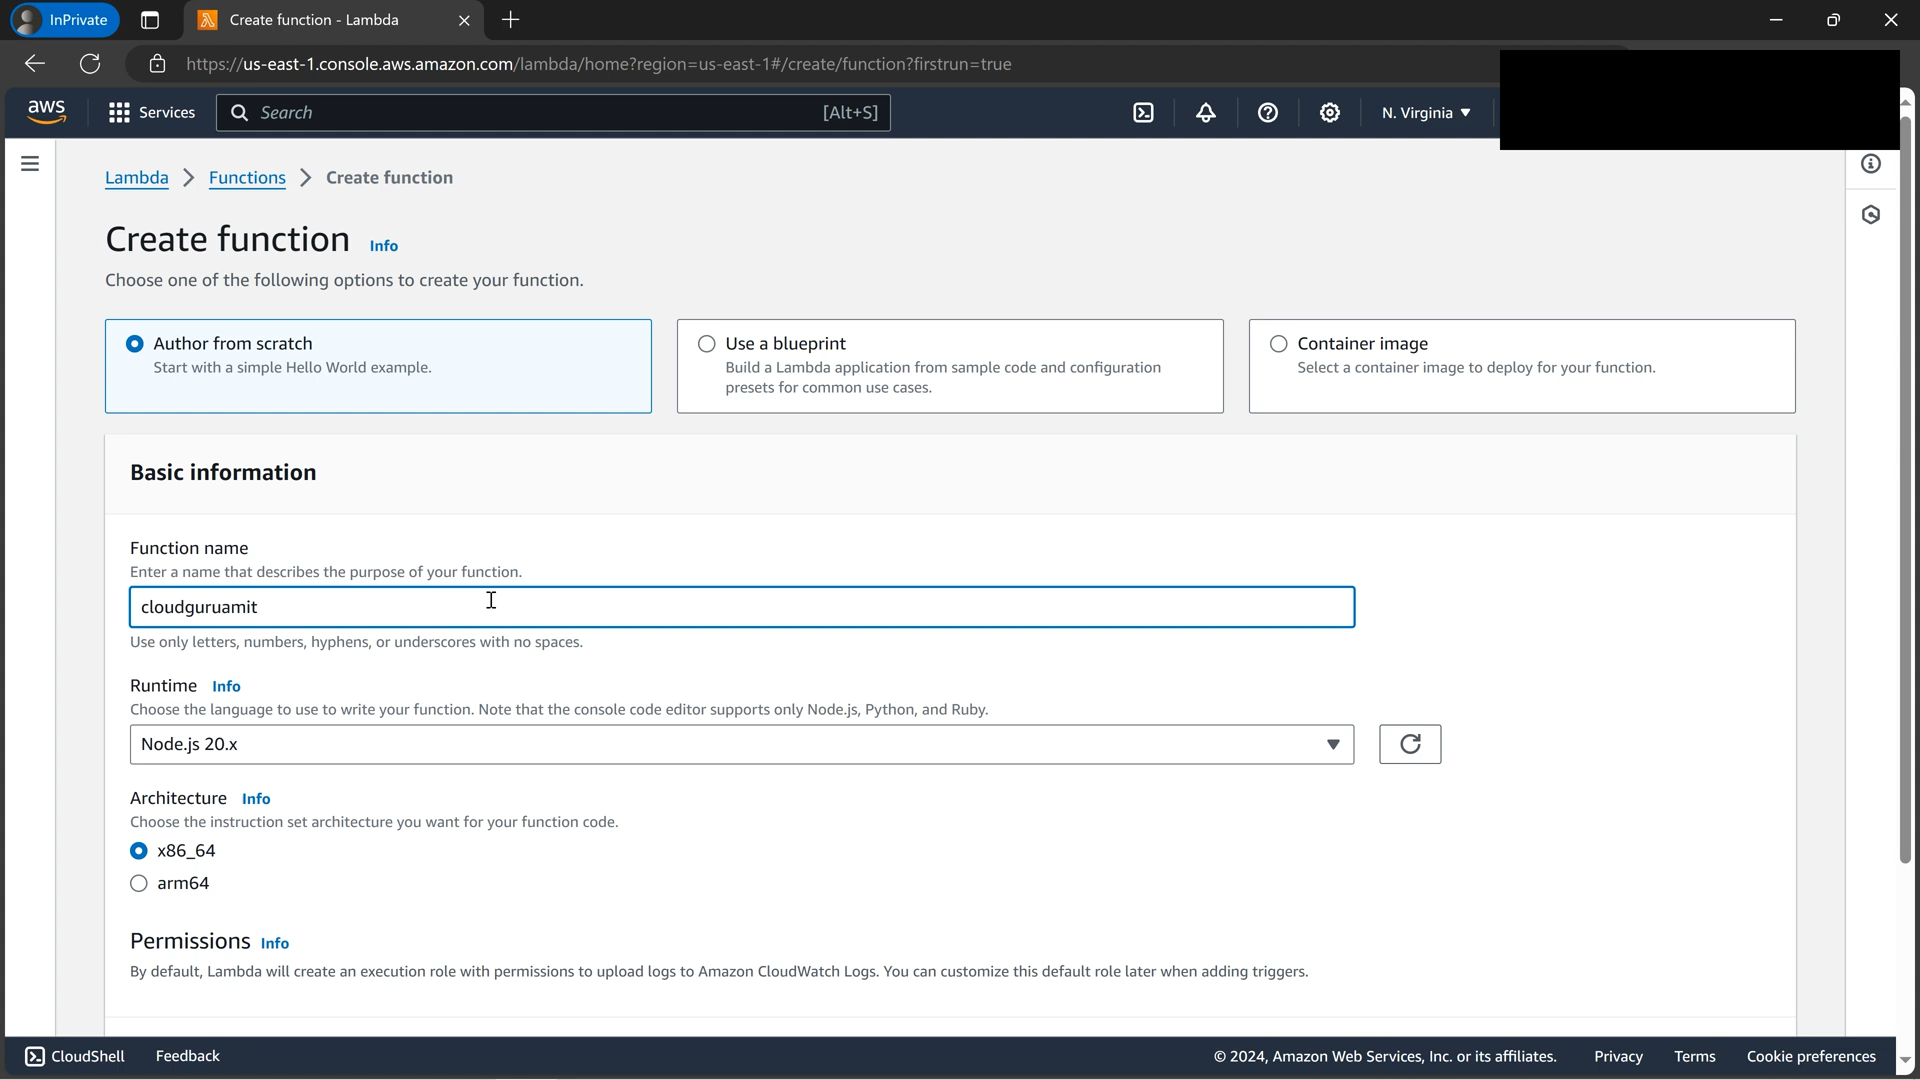 InPrivate
Create function - Lambda
https://us-east-1.console.aws.amazon.com/lambda/home?region=us-east-1#/create/function?firstrun=true
aws
Services
Search
[Alt+S]
N. Virginia
Lambda
Functions
Create function
Create function
Info
Choose one of the following options to create your function.
Author from scratch
Start with a simple Hello World example.
Use a blueprint
Build a Lambda application from sample code and configuration
presets for common use cases.
Container image
Select a container image to deploy for your function.
Basic information
Function name
Enter a name that describes the purpose of your function.
cloudguruamit
Use only letters, numbers, hyphens, or underscores with no spaces.
Runtime Info
Choose the language to use to write your function. Note that the console code editor supports only Node.js, Python, and Ruby.
Node.js 20.x
Architecture Info
Choose the instruction set architecture you want for your function code.
x86_64
arm64
Permissions Info
By default, Lambda will create an execution role with permissions to upload logs to Amazon CloudWatch Logs. You can customize this default role later when adding triggers.
CloudShell
Feedback
© 2024, Amazon Web Services, Inc. or its affiliates.
Privacy
Terms
Cookie preferences